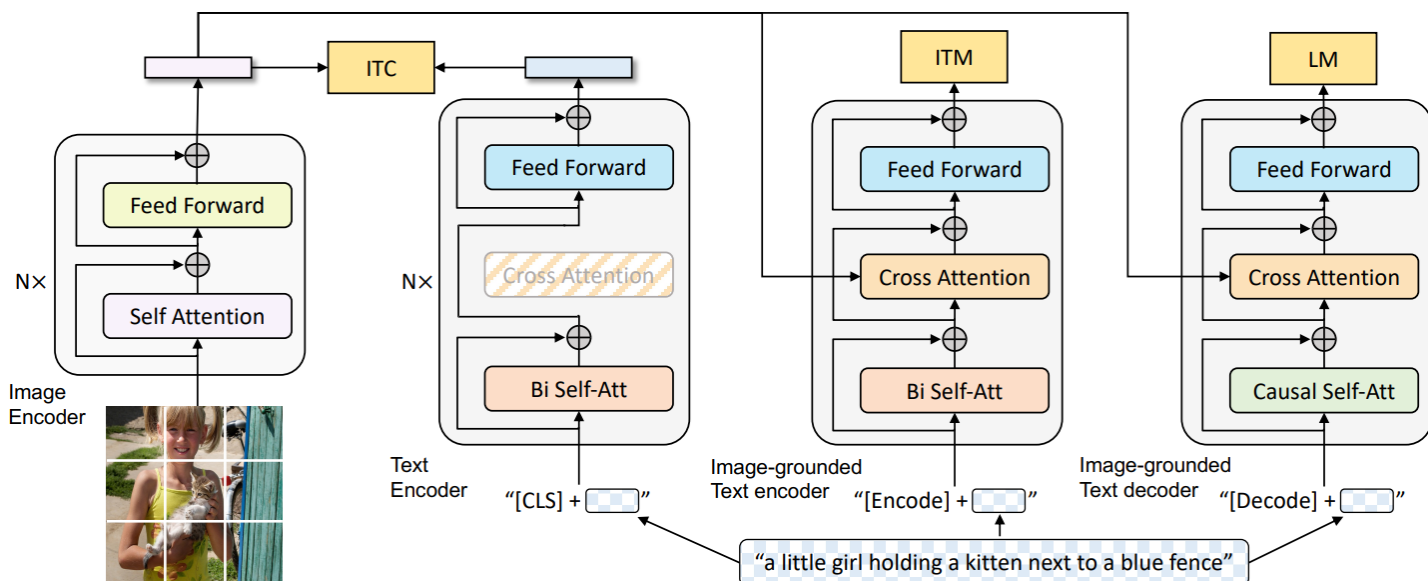 ITC
ITM
LM
Feed Forward
Feed Forward
Feed Forward
Feed Forward
Cross Attention
Cross Attention
Cross Attention
N×
N×
Self Attention
Bi Self-Att
Bi Self-Att
Causal Self-Att
Image
Encoder
Text
Encoder
"[CLS] + "
Image-grounded
Text encoder
"[Encode] + "
Image-grounded
Text decoder
"[Decode] + "
"a little girl holding a kitten next to a blue fence"